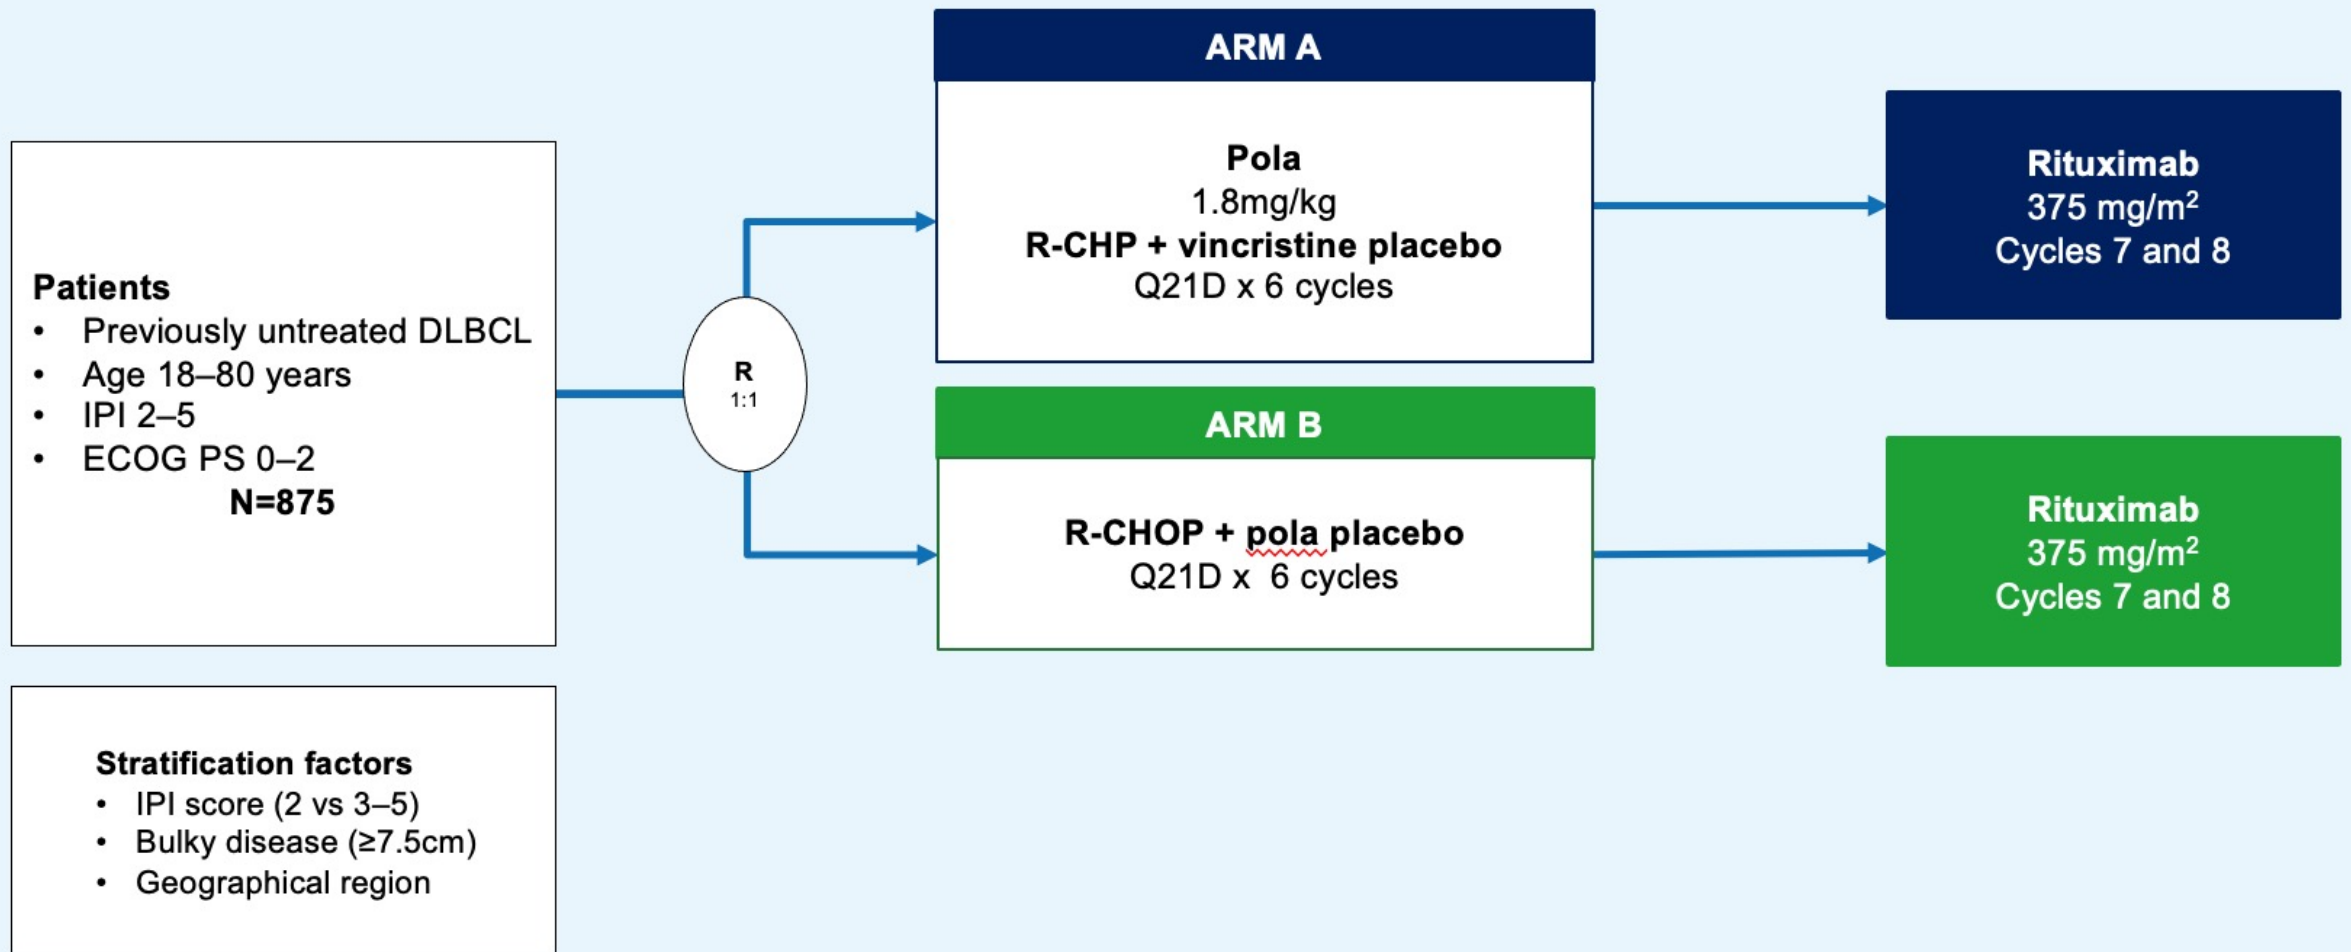 Patients
• Previously untreated DLBCL
• Age 18–80 years
• IPI 2–5
• ECOG PS 0–2
N=875
Stratification factors
• IPI score (2 vs 3–5)
• Bulky disease (≥7.5cm)
• Geographical region
R
1:1
ARM A
Pola
1.8mg/kg
R-CHP + vincristine placebo
Q21D x 6 cycles
Rituximab
375 mg/m²
Cycles 7 and 8
ARM B
R-CHOP + pola placebo
Q21D x 6 cycles
Rituximab
375 mg/m²
Cycles 7 and 8